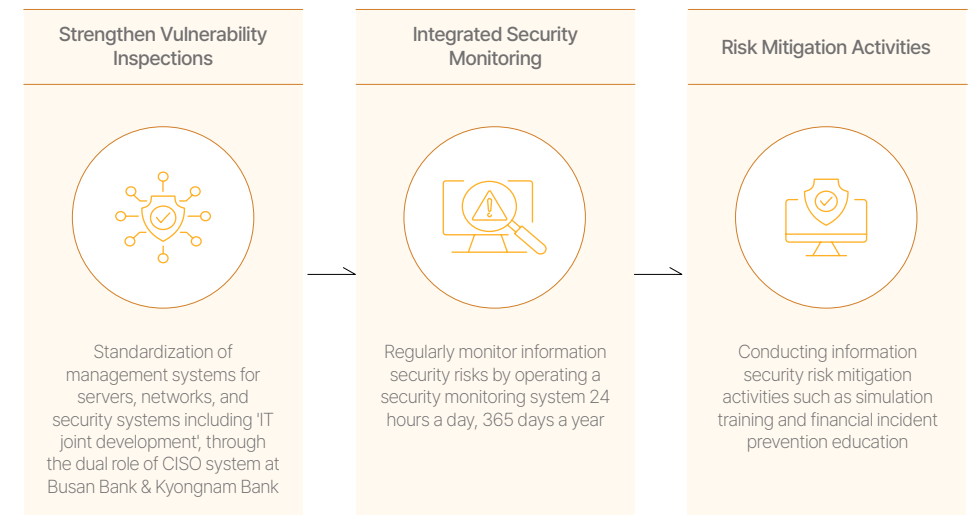 Strengthen Vulnerability
Inspections
Standardization of
management systems for
servers, networks, and
security systems including 'IT
joint development', through
the dual role of CISO system at
Busan Bank & Kyongnam Bank
Integrated Security
Monitoring
Regularly monitor information
security risks by operating a
security monitoring system 24
hours a day, 365 days a year
Risk Mitigation Activities
Conducting information
security risk mitigation
activities such as simulation
training and financial incident
prevention education